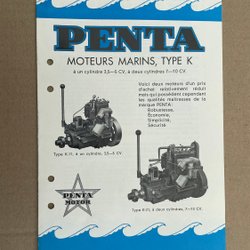 PENTA
MOTEURS MARINS, TYPE K
à un cylindre 3,5—5 CV, à deux cylindres 7—10 CV.
Voici deux moteurs d'un prix
d'achat relativement réduit
mais qui possèdent cependant
les qualités maîtresses de la
marque PENTA:
Robustesse,
Économie,
Simplicité,
Sécurité
Type K I1, à un cylindre, 3,5—5 CV.
PENTA
MOTOR
Type K 11, à deux cylindres, 7—10 CV.